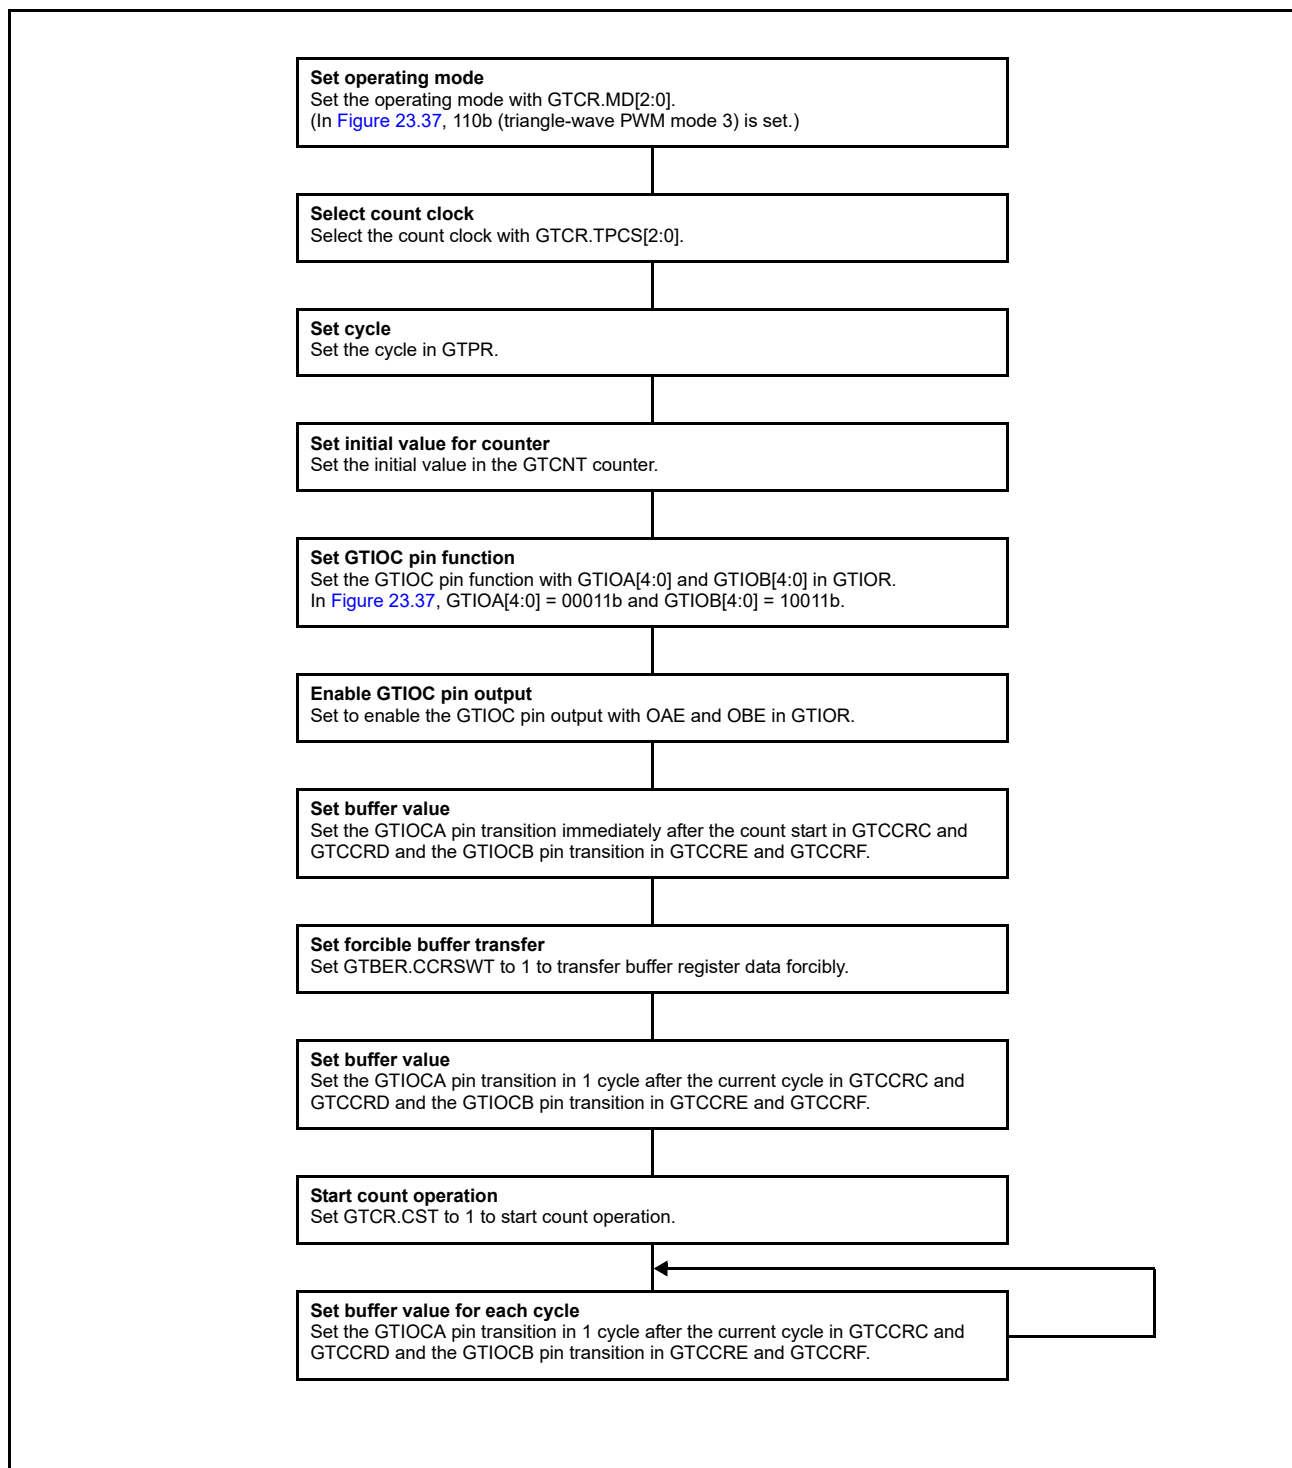 Set operating mode
Set the operating mode with GTCR.MD[2:0].
(In Figure 23.37, 110b (triangle-wave PWM mode 3) is set.)
Select count clock
Select the count clock with GTCR.TPCS[2:0].
Set cycle
Set the cycle in GTPR.
Set initial value for counter
Set the initial value in the GTCNT counter.
Set GTIOC pin function
Set the GTIOC pin function with GTIOA[4:0] and GTIOB[4:0] in GTIOR.
In Figure 23.37, GTIOA[4:0] = 00011b and GTIOB[4:0] = 10011b.
Enable GTIOC pin output
Set to enable the GTIOC pin output with OAE and OBE in GTIOR.
Set buffer value
Set the GTIOCA pin transition immediately after the count start in GTCCRC and
GTCCRD and the GTIOCB pin transition in GTCCRE and GTCCRF.
Set forcible buffer transfer
Set GTBER.CCRSWT to 1 to transfer buffer register data forcibly.
Set buffer value
Set the GTIOCA pin transition in 1 cycle after the current cycle in GTCCRC and
GTCCRD and the GTIOCB pin transition in GTCCRE and GTCCRF.
Start count operation
Set GTCR.CST to 1 to start count operation.
Set buffer value for each cycle
Set the GTIOCA pin transition in 1 cycle after the current cycle in GTCCRC and
GTCCRD and the GTIOCB pin transition in GTCCRE and GTCCRF.